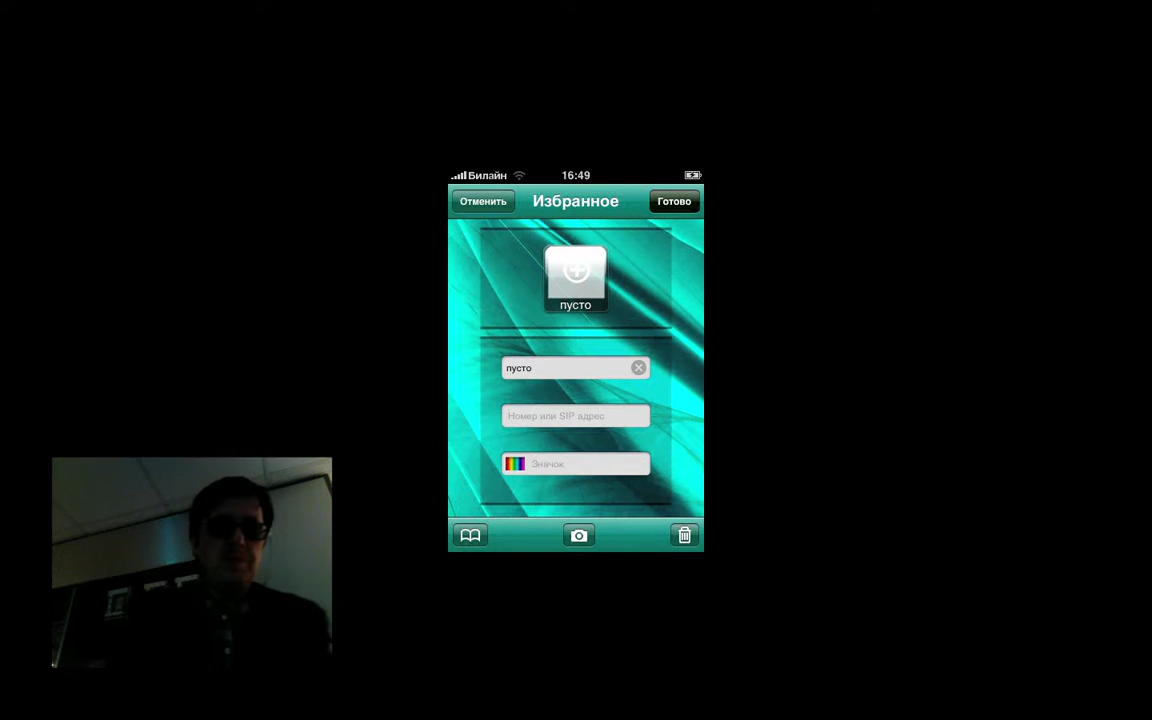 Билайн 16:49
Отменить Избранное Готово
пусто
пусто
Номер или SIP адрес
Значок